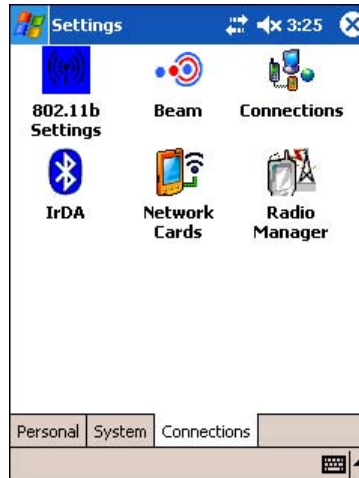 Settings 3:25
802.11b
Settings
Beam
Connections
IrDA
Network
Cards
Radio
Manager
Personal System Connections